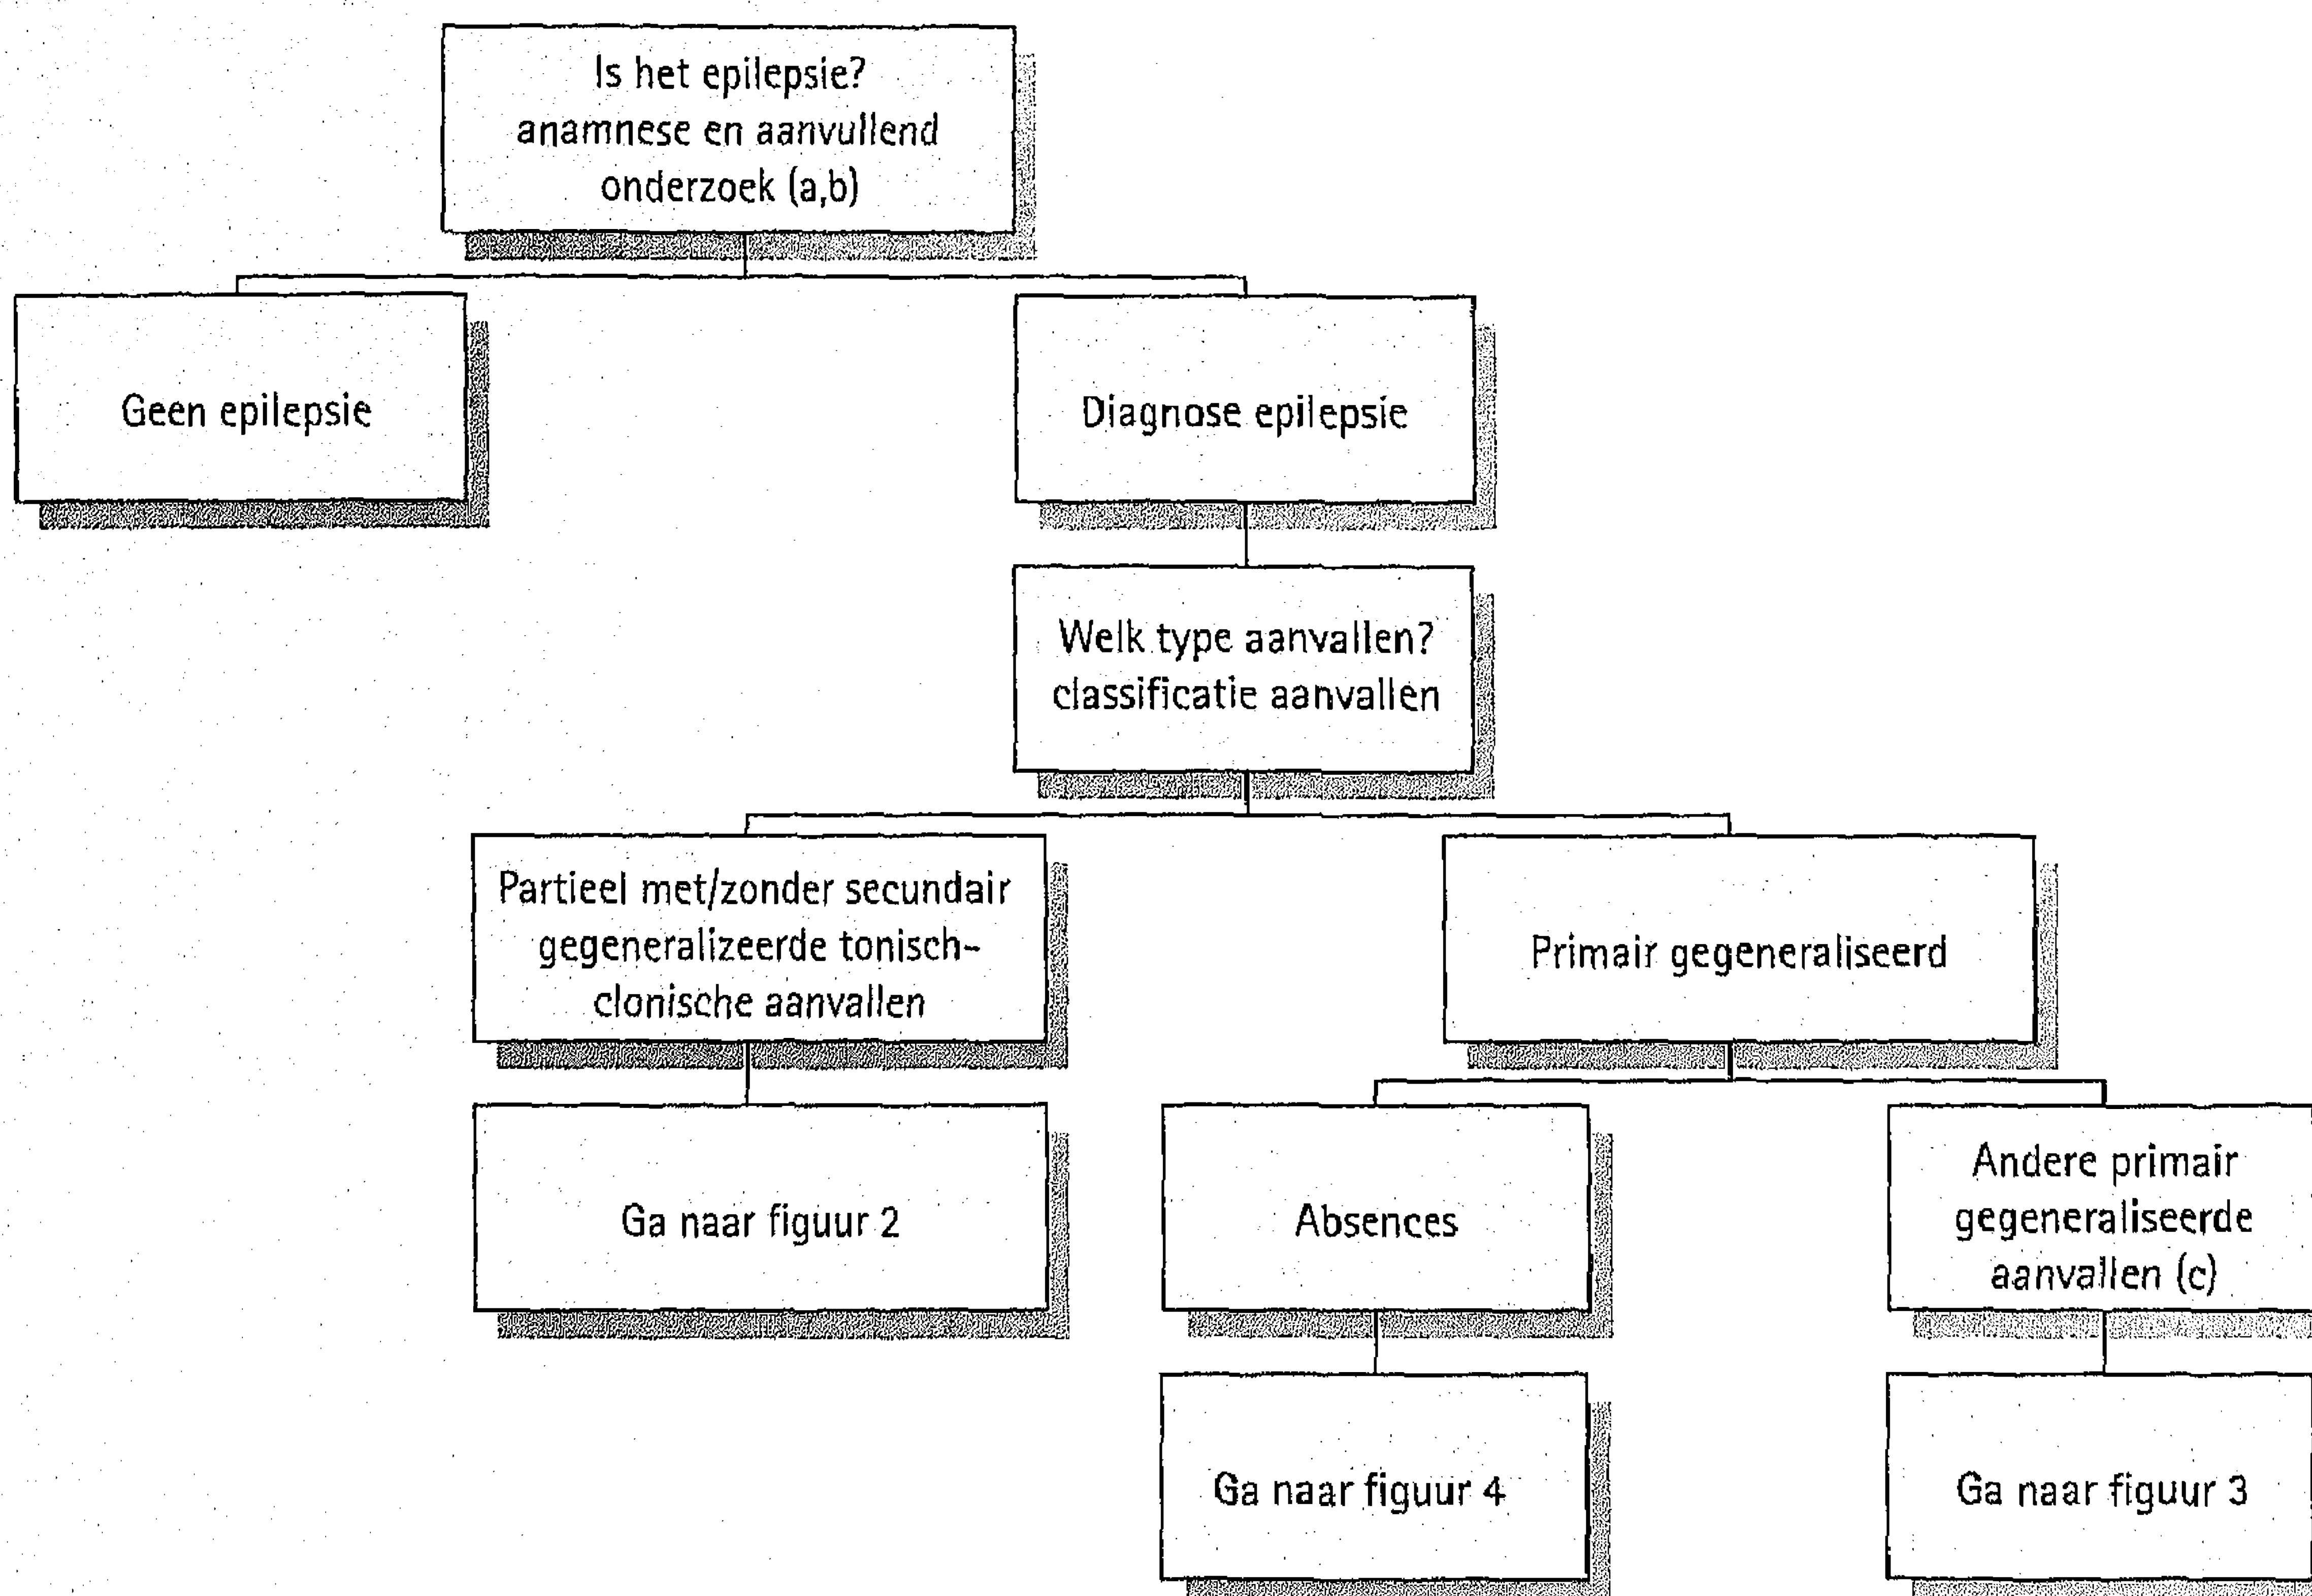 Is het epilepsie?
anamnese en aanvullend
onderzoek (a,b)
Geen epilepsie
Diagnose epilepsie
Welk type aanvallen?
classificatie aanvallen
Partieel met/zonder secundair
gegeneralizeerde tonisch-
clonische aanvallen
Primair gegeneraliseerd
Ga naar figuur 2
Absences
Andere primair
gegeneraliseerde
aanvallen (c)
Ga naar figuur 4
Ga naar figuur 3